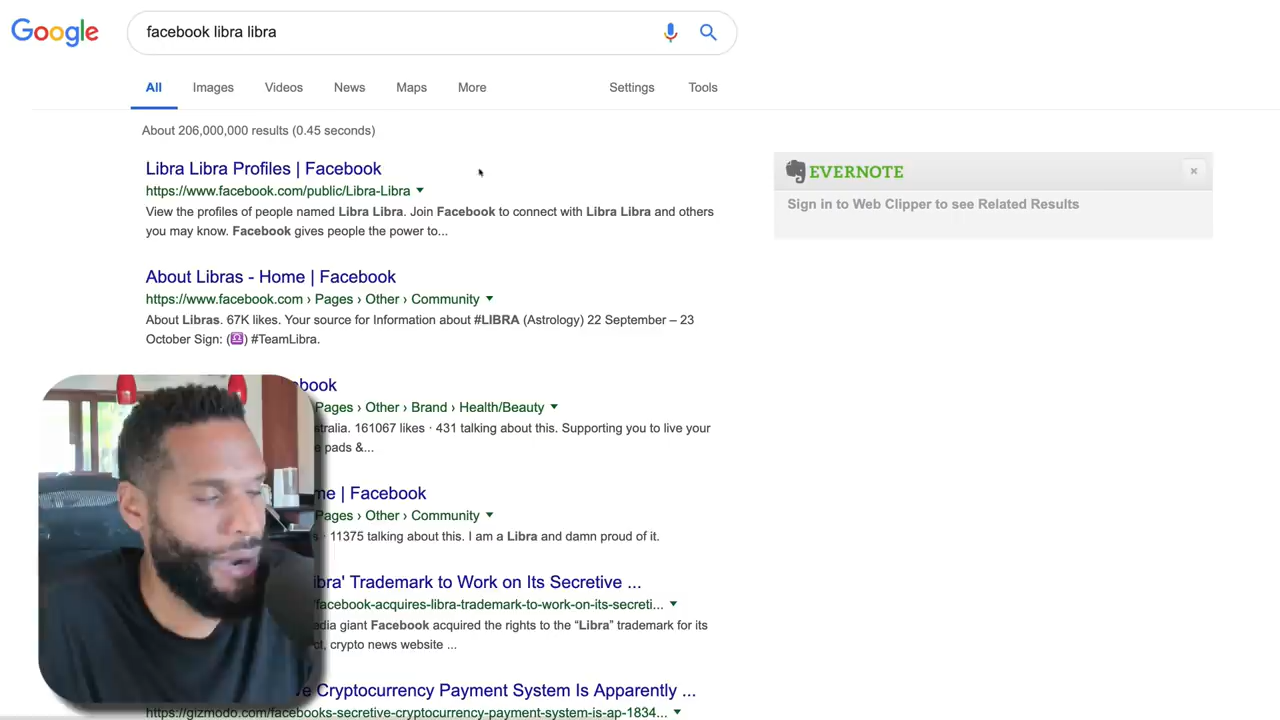 Google
facebook libra libra
All Images Videos News Maps More Settings Tools
About 206,000,000 results (0.45 seconds)
Libra Libra Profiles | Facebook
https://www.facebook.com/public/Libra-Libra
View the profiles of people named Libra Libra. Join Facebook to connect with Libra Libra and others
you may know. Facebook gives people the power to...
EVERNOTE
Sign in to Web Clipper to see Related Results
About Libras - Home | Facebook
https://www.facebook.com › Pages › Other › Community
About Libras. 67K likes. Your source for Information about #LIBRA (Astrology) 22 September – 23
October Sign: (♎) #TeamLibra.
book
Pages › Other › Brand › Health/Beauty
stralia. 161067 likes · 431 talking about this. Supporting you to live your
pads &...
me | Facebook
Pages › Other › Community
· 11375 talking about this. I am a Libra and damn proud of it.
ibra' Trademark to Work on Its Secretive ...
/facebook-acquires-libra-trademark-to-work-on-its-secreti...
edia giant Facebook acquired the rights to the “Libra” trademark for its
ct, crypto news website ...
e Cryptocurrency Payment System Is Apparently ...
https://gizmodo.com/facebooks-secretive-cryptocurrency-payment-system-is-ap-1834...